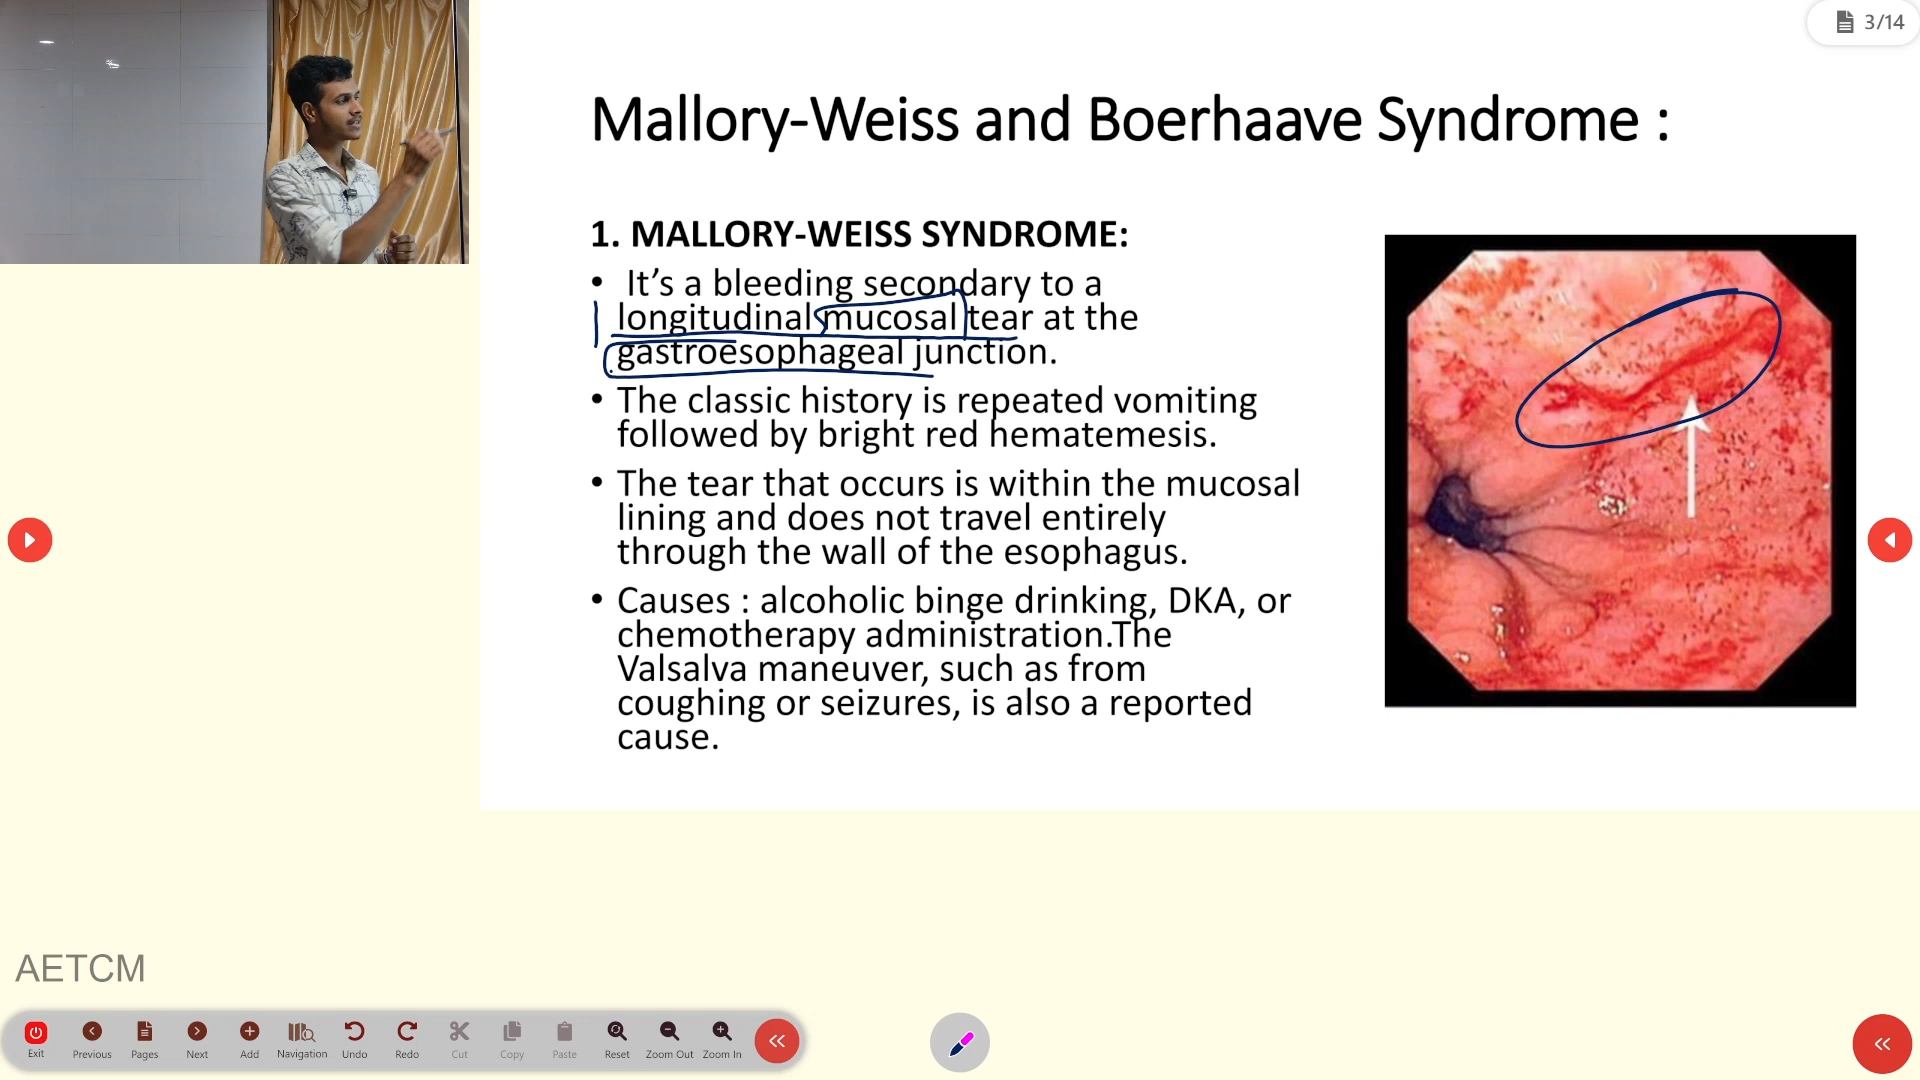 3/14
Mallory-Weiss and Boerhaave Syndrome :
1. MALLORY-WEISS SYNDROME:
• It’s a bleeding secondary to a
longitudinal mucosal tear at the
gastroesophageal junction.
• The classic history is repeated vomiting
followed by bright red hematemesis.
• The tear that occurs is within the mucosal
lining and does not travel entirely
through the wall of the esophagus.
• Causes : alcoholic binge drinking, DKA, or
chemotherapy administration.The
Valsalva maneuver, such as from
coughing or seizures, is also a reported
cause.
AETCM
Exit Previous Pages Next Add Navigation Undo Redo Cut Copy Paste Reset Zoom Out Zoom In